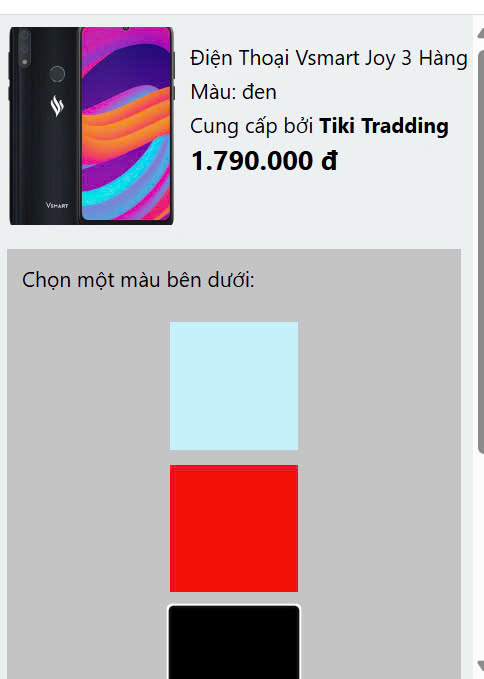 Điện Thoại Vsmart Joy 3 Hàng
Màu: đen
Cung cấp bởi Tiki Tradding
1.790.000 đ
VSMART
Chọn một màu bên dưới: